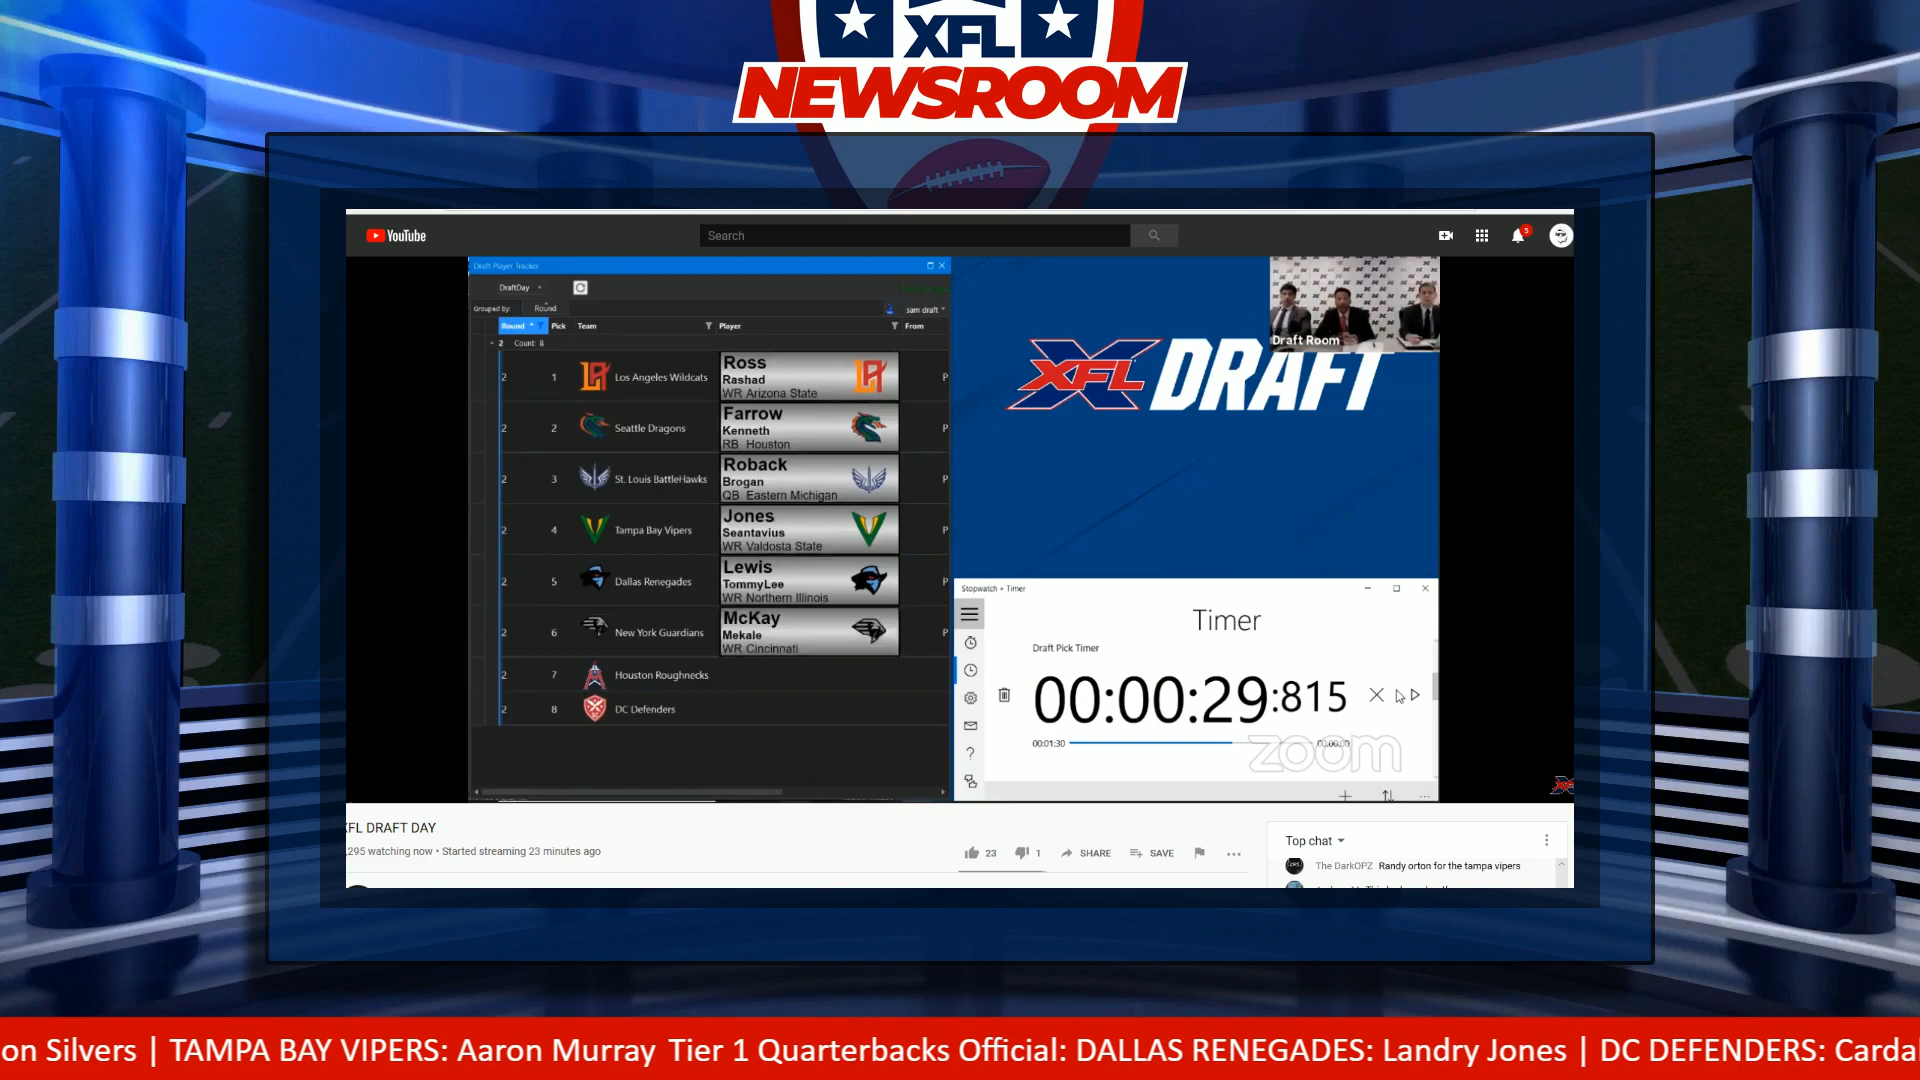 XFL
NEWSROOM
YouTube
Search
5
Draft Player Tracker
DraftDay
Grouped by: Round
sam draft
Round Pick Team Player From
2 Count: 8
2 1 Los Angeles Wildcats Ross Rashad WR Arizona State P
2 2 Seattle Dragons Farrow Kenneth RB Houston P
2 3 St. Louis BattleHawks Roback Brogan QB Eastern Michigan P
2 4 Tampa Bay Vipers Jones Seantavius WR Valdosta State P
2 5 Dallas Renegades Lewis TommyLee WR Northern Illinois P
2 6 New York Guardians McKay Mekale WR Cincinnati P
2 7 Houston Roughnecks
2 8 DC Defenders
Draft Room
XFL DRAFT
Stopwatch + Timer
Timer
Draft Pick Timer
00:00:29:815
00:01:30 00:00:00
zoom
XFL DRAFT DAY
,295 watching now • Started streaming 23 minutes ago
23 1 SHARE SAVE
Top chat
The DarkOPZ Randy orton for the tampa vipers
on Silvers | TAMPA BAY VIPERS: Aaron Murray Tier 1 Quarterbacks Official: DALLAS RENEGADES: Landry Jones | DC DEFENDERS: Cardal